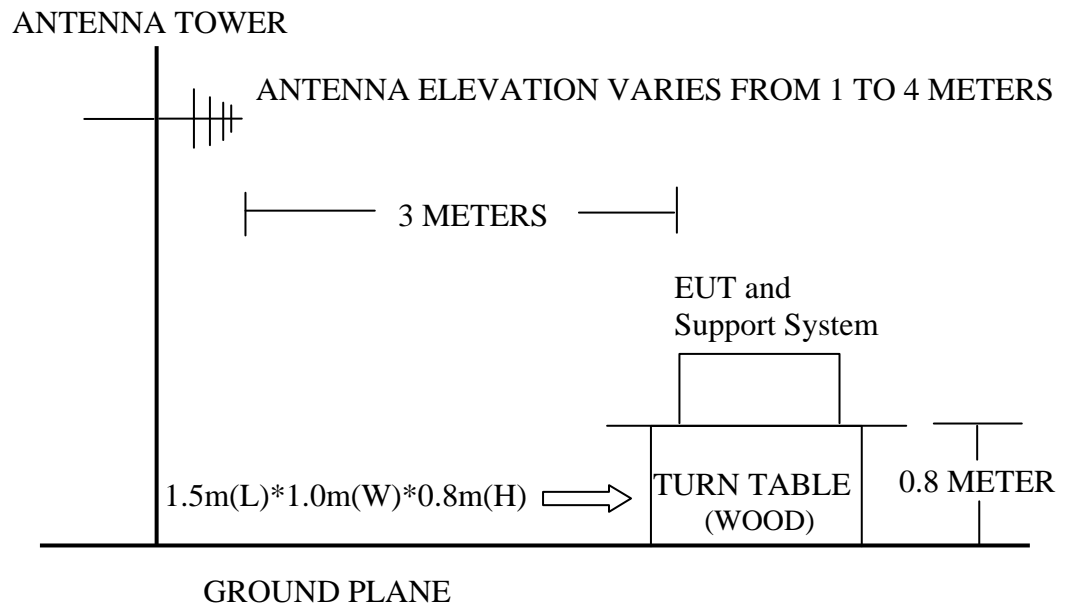 ANTENNA TOWER
ANTENNA ELEVATION VARIES FROM 1 TO 4 METERS
3 METERS
EUT and
Support System
1.5m(L)*1.0m(W)*0.8m(H)
TURN TABLE
(WOOD)
0.8 METER
GROUND PLANE